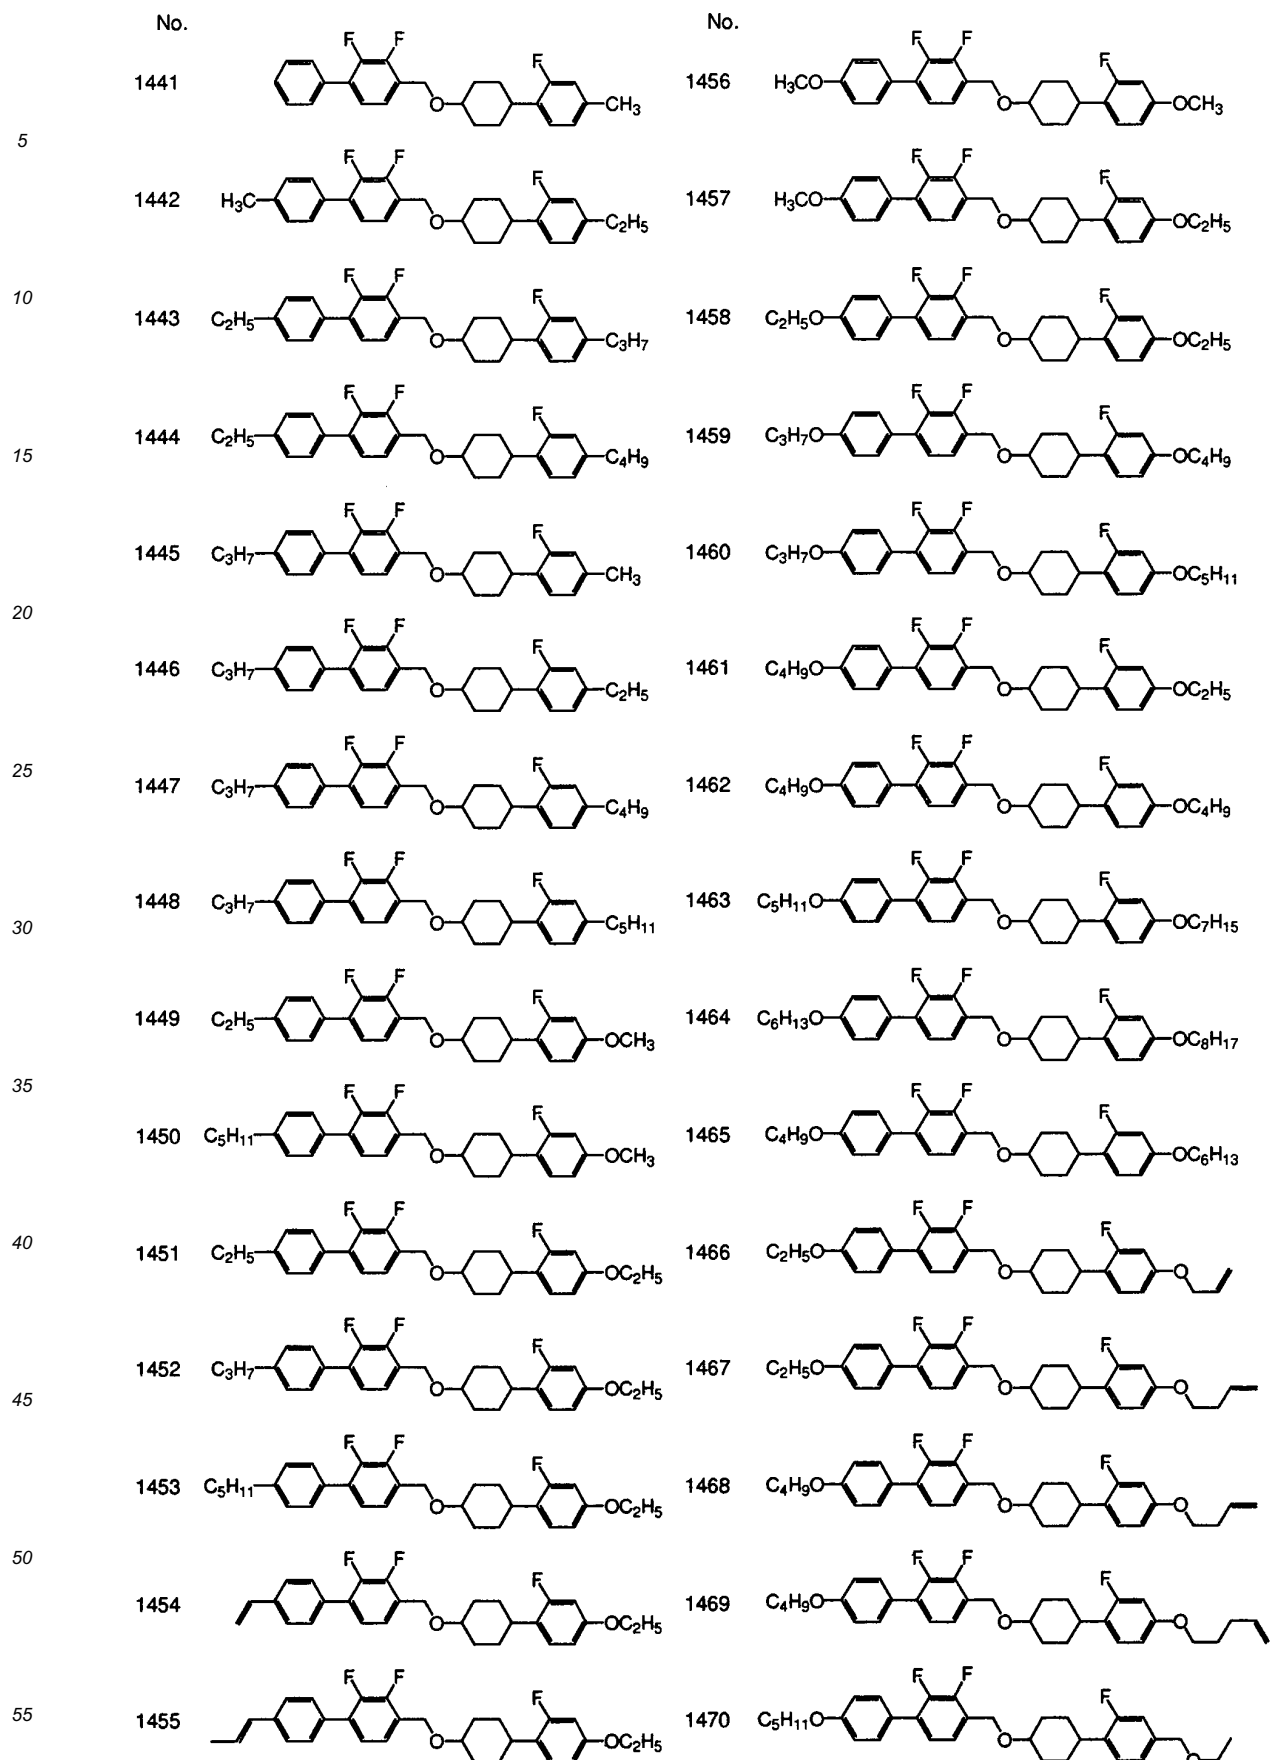 No.
1441
F F
O
F
CH3
5
1442
H3C
F F
O
F
C2H5
10
1443
C2H5
F F
O
F
C3H7
15
1444
C2H5
F F
O
F
C4H9
1445
C3H7
F F
O
F
CH3
20
1446
C3H7
F F
O
F
C2H5
25
1447
C3H7
F F
O
F
C4H9
30
1448
C3H7
F F
O
F
C5H11
1449
C2H5
F F
O
F
OCH3
35
1450
C5H11
F F
O
F
OCH3
40
1451
C2H5
F F
O
F
OC2H5
45
1452
C3H7
F F
O
F
OC2H5
1453
C5H11
F F
O
F
OC2H5
50
1454
F F
O
F
OC2H5
55
1455
F F
O
F
OC2H5
No.
1456
H3CO
F F
O
F
OCH3
1457
H3CO
F F
O
F
OC2H5
1458
C2H5O
F F
O
F
OC2H5
1459
C3H7O
F F
O
F
OC4H9
1460
C3H7O
F F
O
F
OC5H11
1461
C4H9O
F F
O
F
OC2H5
1462
C4H9O
F F
O
F
OC4H9
1463
C5H11O
F F
O
F
OC7H15
1464
C6H13O
F F
O
F
OC8H17
1465
C4H9O
F F
O
F
OC6H13
1466
C2H5O
F F
O
F
O
1467
C2H5O
F F
O
F
O
1468
C4H9O
F F
O
F
O
1469
C4H9O
F F
O
F
O
1470
C5H11O
F F
O
F
O